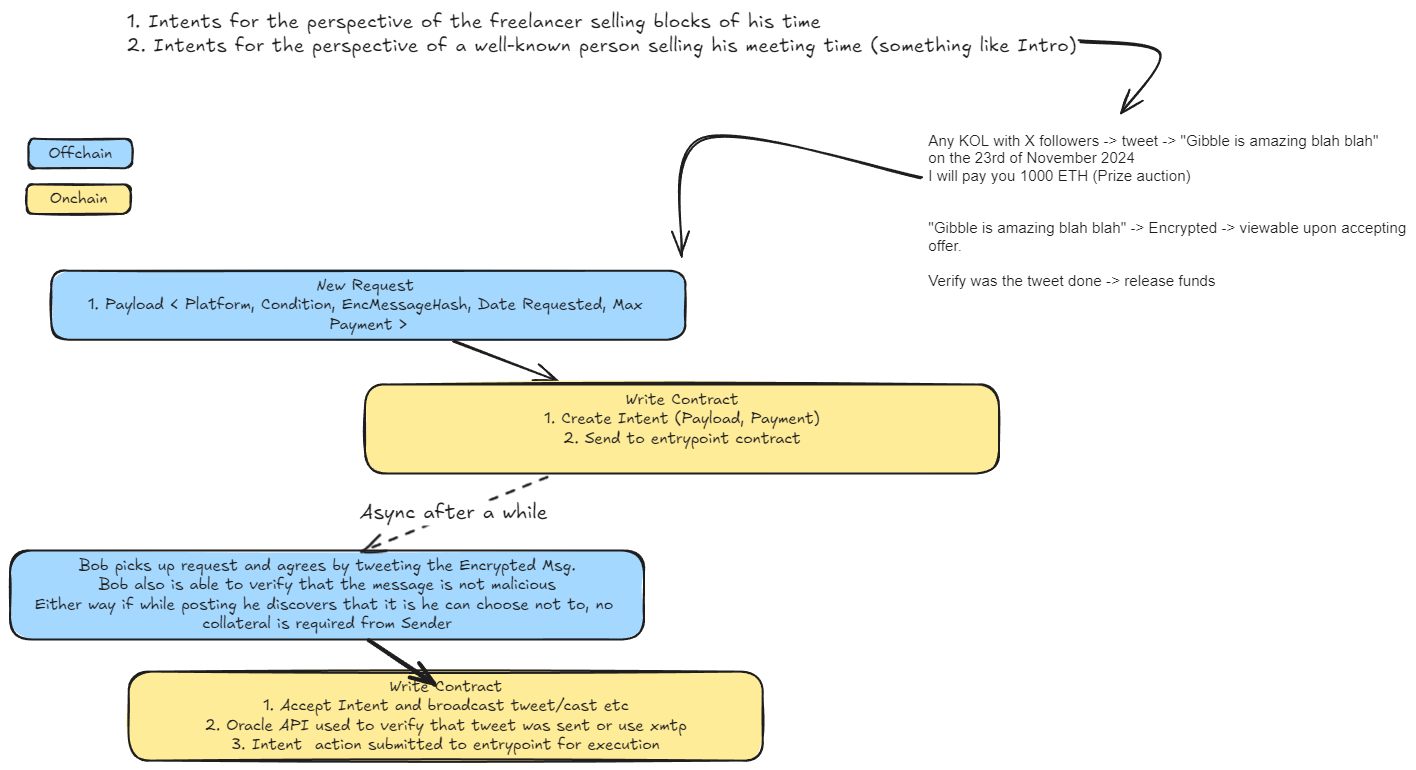 1. Intents for the perspective of the freelancer selling blocks of his time
2. Intents for the perspective of a well-known person selling his meeting time (something like Intro)
Any KOL with X followers -> tweet -> "Gibble is amazing blah blah"
on the 23rd of November 2024
I will pay you 1000 ETH (Prize auction)
"Gibble is amazing blah blah" -> Encrypted -> viewable upon accepting
offer.
Verify was the tweet done -> release funds
Offchain
Onchain
New Request
1. Payload < Platform, Condition, EncMessageHash, Date Requested, Max
Payment >
Write Contract
1. Create Intent (Payload, Payment)
2. Send to entrypoint contract
Async after a while
Bob picks up request and agrees by tweeting the Encrypted Msg.
Bob also is able to verify that the message is not malicious
Either way if while posting he discovers that it is he can choose not to, no
collateral is required from Sender
Write Contract
1. Accept Intent and broadcast tweet/cast etc
2. Oracle API used to verify that tweet was sent or use xmtp
3. Intent action submitted to entrypoint for execution